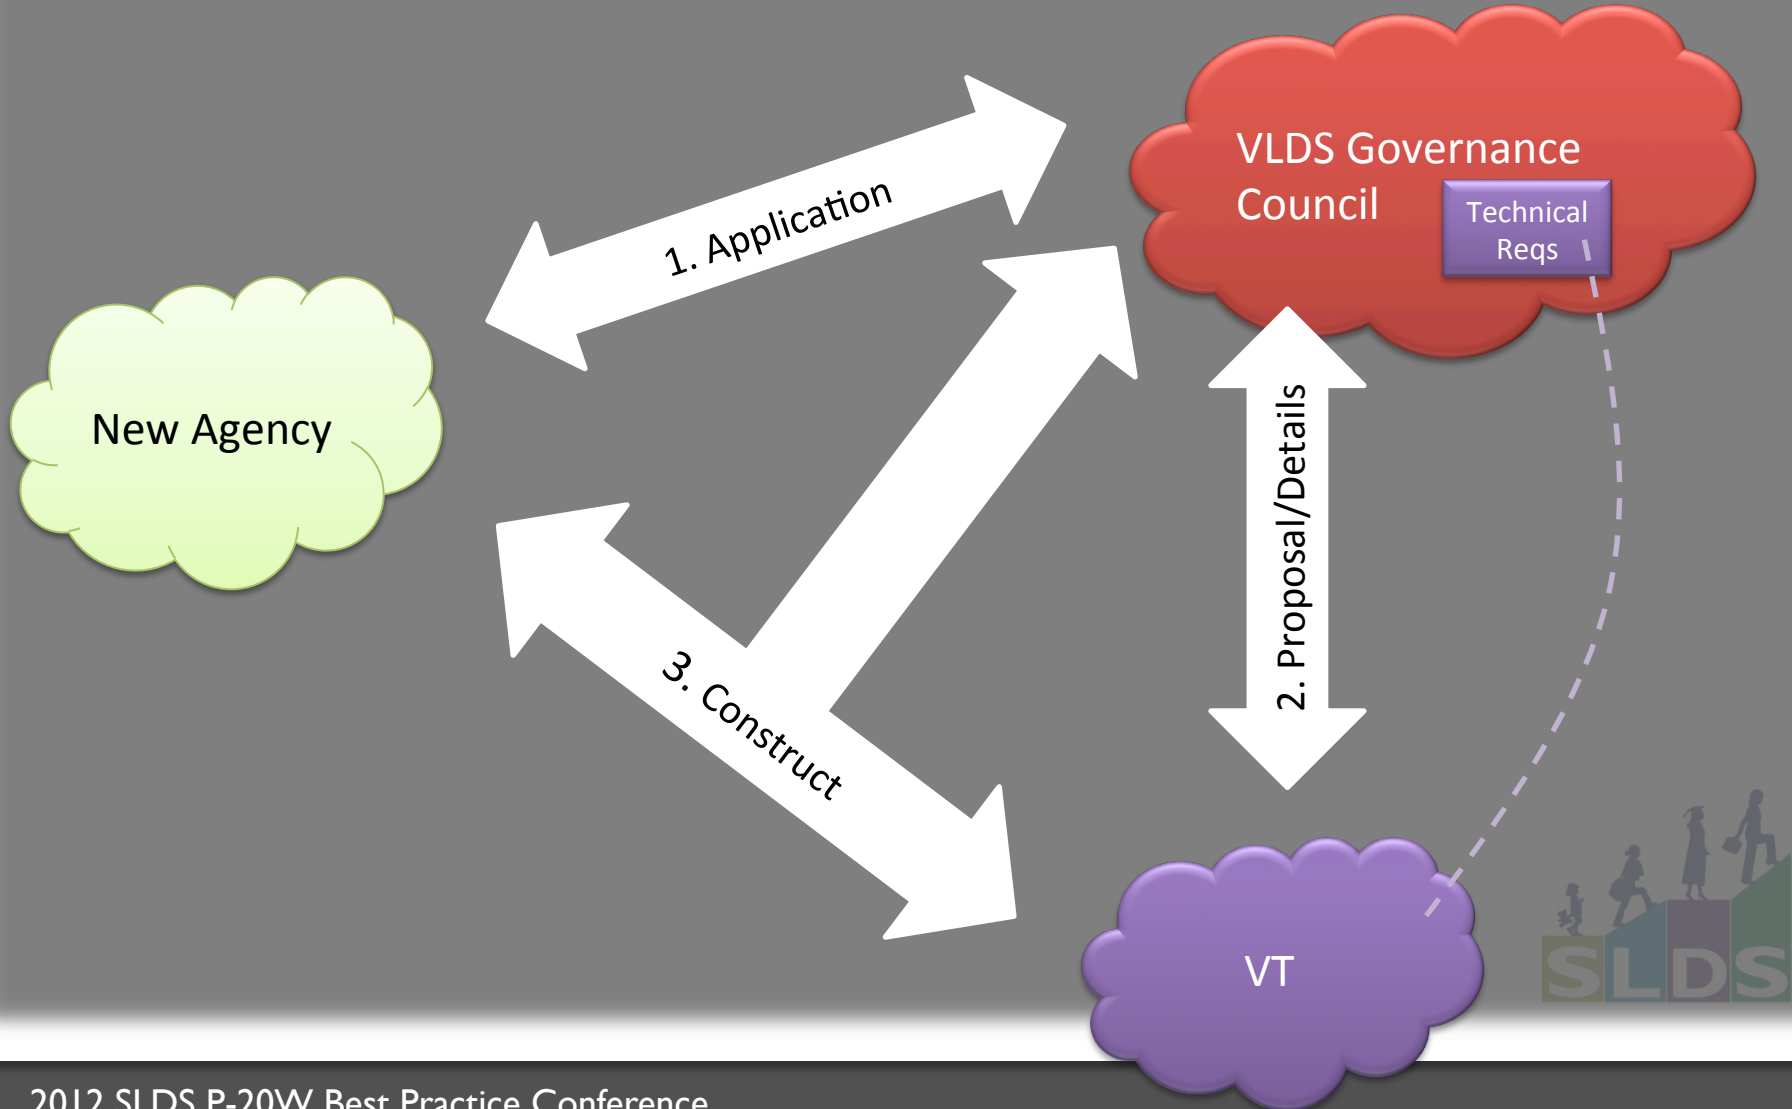 VLDS Governance
Council
Technical
Reqs
1. Application
New Agency
2. Proposal/Details
3. Construct
VT
SLDS
2012 SLDS P-20W Best Practice Conference